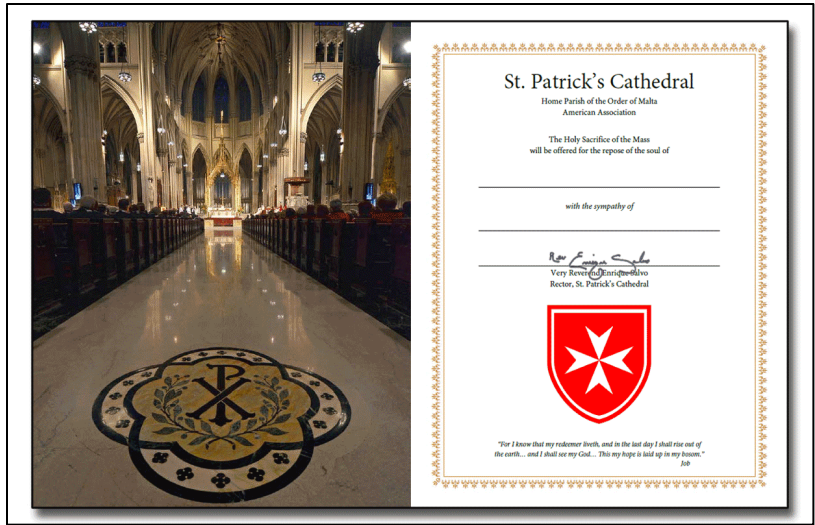 St. Patrick's Cathedral
Home Parish of the Order of Malta
American Association
The Holy Sacrifice of the Mass
will be offered for the repose of the soul of
with the sympathy of
Rev Enrique Salvo
Very Reverend Enrique Salvo
Rector, St. Patrick's Cathedral
"For I know that my redeemer liveth, and in the last day I shall rise out of
the earth… and I shall see my God… This my hope is laid up in my bosom."
Job